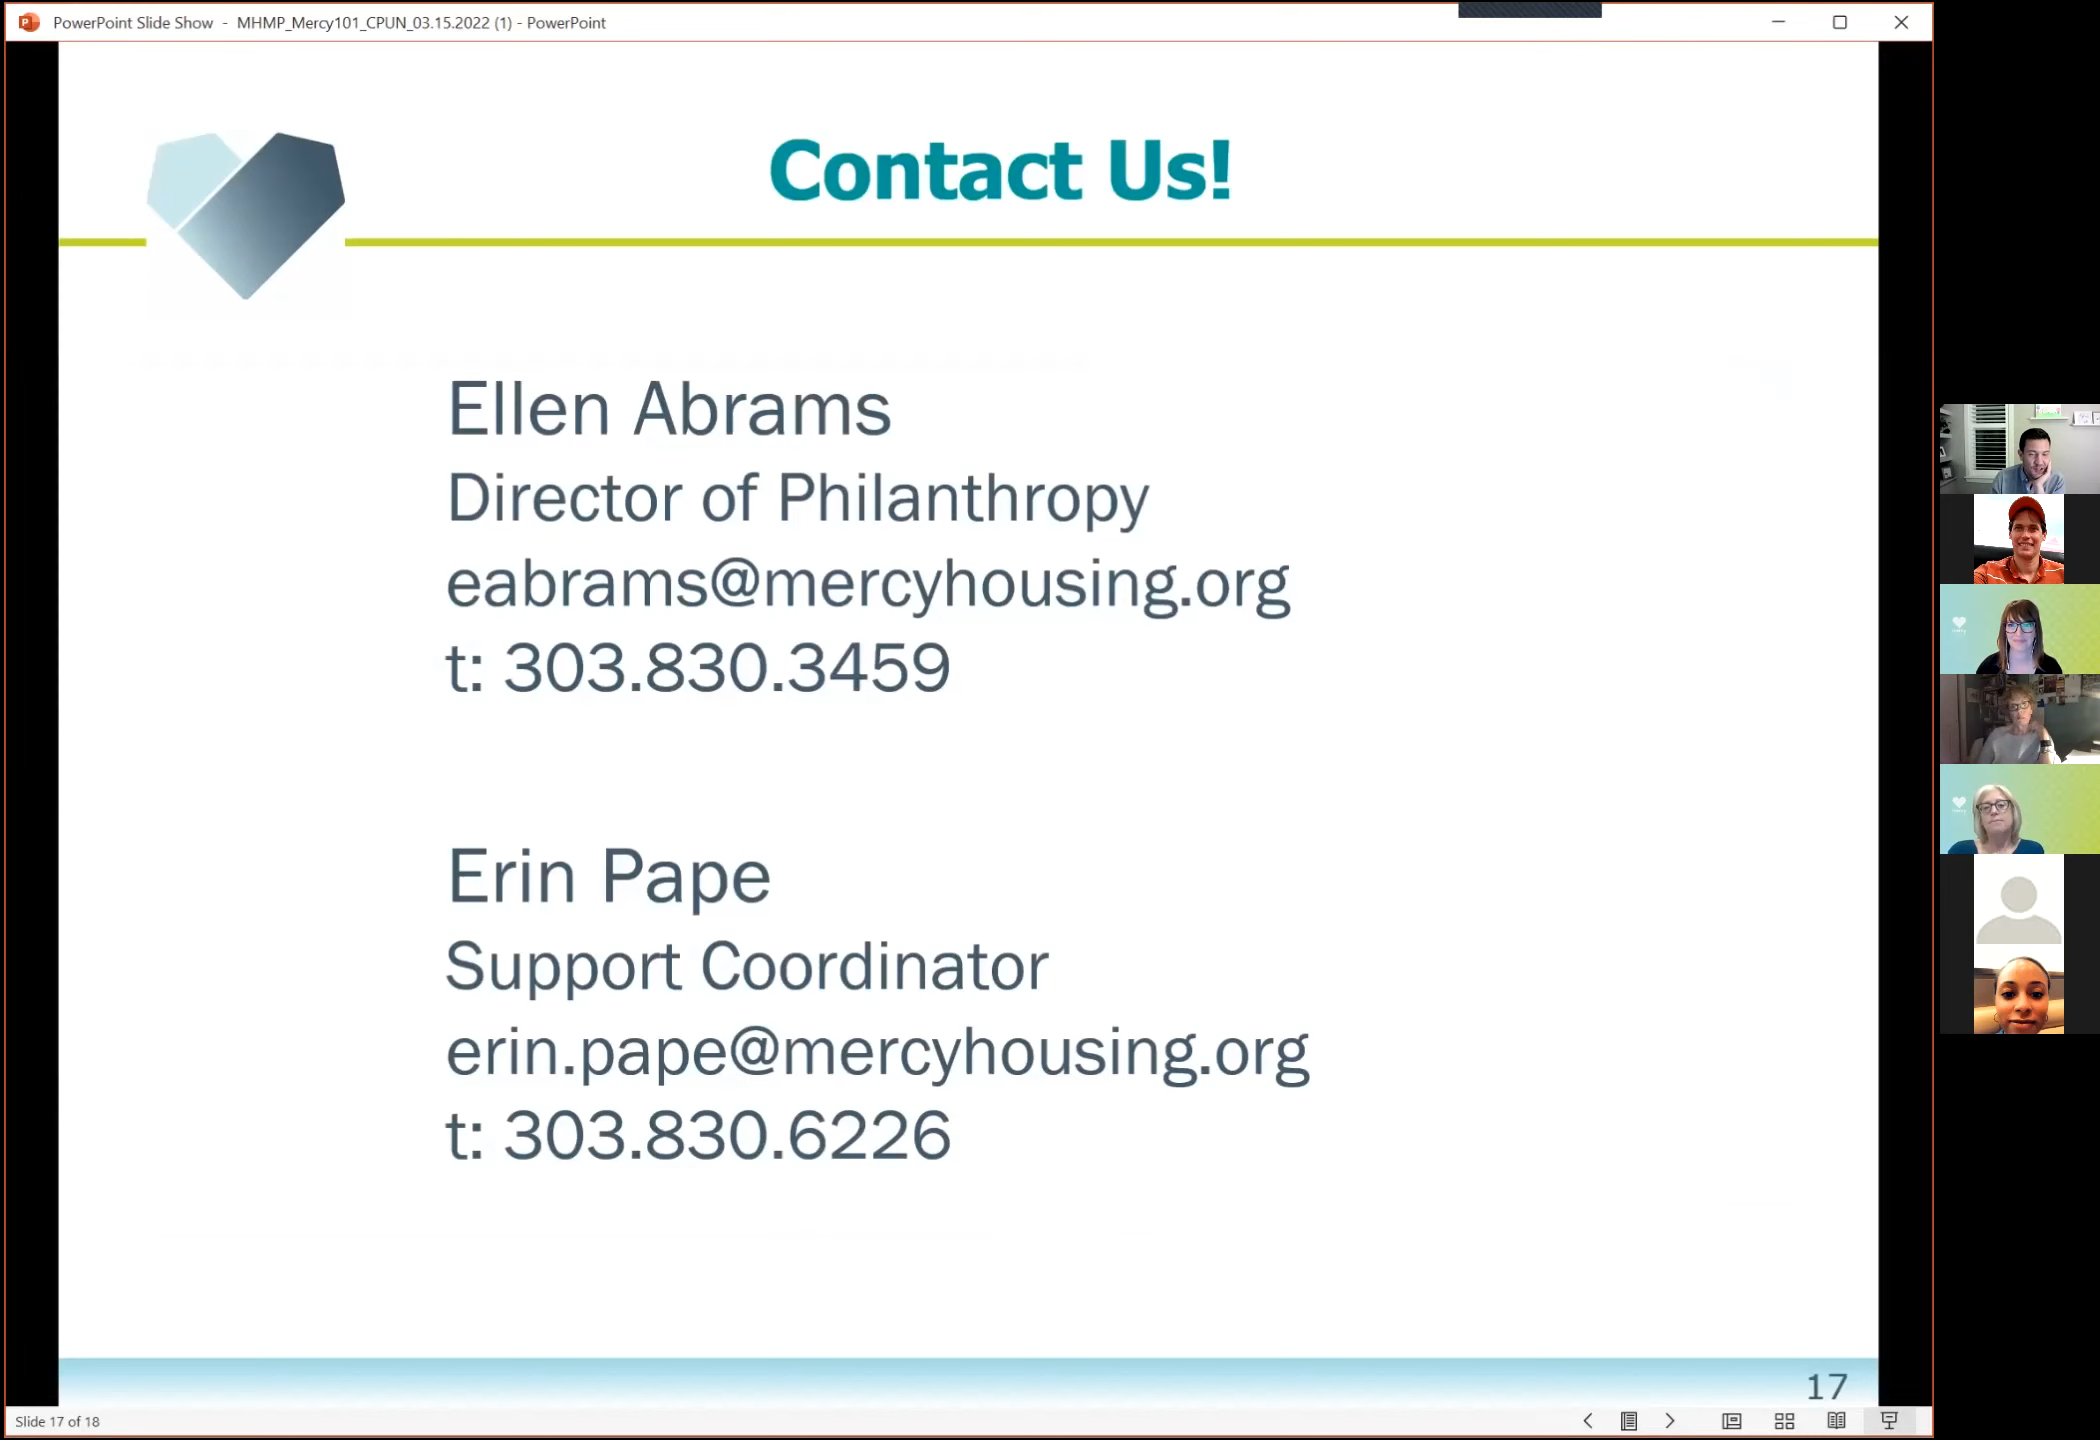 PowerPoint Slide Show - MHMP_Mercy101_CPUN_03.15.2022 (1) - PowerPoint
Contact Us!
Ellen Abrams
Director of Philanthropy
eabrams@mercyhousing.org
t: 303.830.3459
Erin Pape
Support Coordinator
erin.pape@mercyhousing.org
t: 303.830.6226
17
Slide 17 of 18